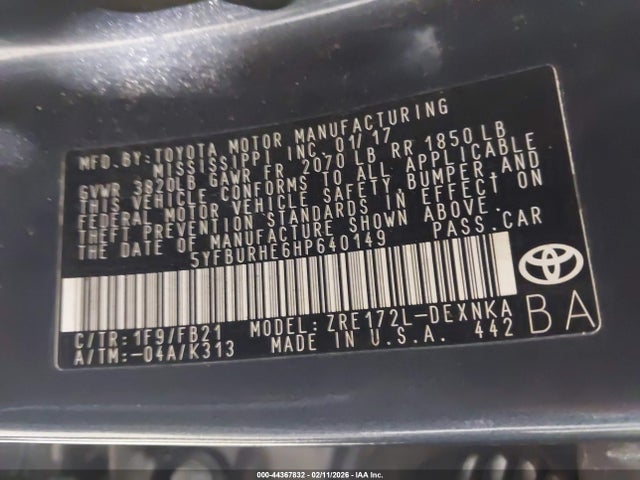 MFD.BY:TOYOTA MOTOR MANUFACTURING
MISSISSIPPI INC. 01/17
GVWR 3820LB GAWR FR 2070 LB RR 1850 LB
THIS VEHICLE CONFORMS TO ALL APPLICABLE
FEDERAL MOTOR VEHICLE SAFETY, BUMPER, AND
THEFT PREVENTION STANDARDS IN EFFECT ON
THE DATE OF MANUFACTURE SHOWN ABOVE.
5YFBURHE6HP640149 PASS.CAR
C/TR:1F9/FB21 MODEL:ZRE172L-DEXNKA
A/TM:-04A/K313 MADE IN U.S.A. 442
BA
TOYOTA
000-44367832 - 02/11/2026 - IAA Inc.